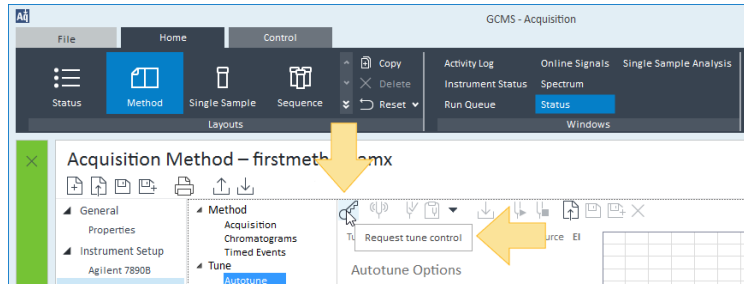 Aq
GCMS - Acquisition
File Home Control
Copy Activity Log Online Signals Single Sample Analysis
Delete Instrument Status Spectrum
Status Method Single Sample Sequence Reset Run Queue Status
Layouts Windows
Acquisition Method – firstmeth mx
General Method
Properties Acquisition
Chromatograms
Timed Events
Instrument Setup
Agilent 7890B
Tune
Autotune
Request tune control
EI
Autotune Options